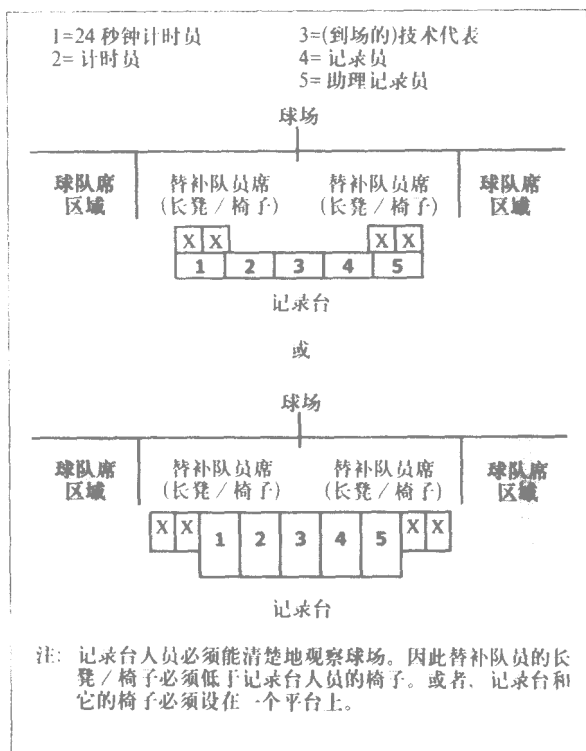 1=24 秒钟计时员 3=(到场的)技术代表
2= 计时员 4= 记录员
5= 助理记录员
球场
球队席 替补队员席 替补队员席 球队席
区域 (长凳 / 椅子) (长凳 / 椅子) 区域
X X X X
1 2 3 4 5
记录台
或
球场
球队席 替补队员席 替补队员席 球队席
区域 (长凳 / 椅子) (长凳 / 椅子) 区域
X X 1 2 3 4 5 X X
记录台
注: 记录台人员必须能清楚地观察球场。因此替补队员的长
凳 / 椅子必须低于记录台人员的椅子。或者、记录台和
它的椅子必须设在一个平台上。